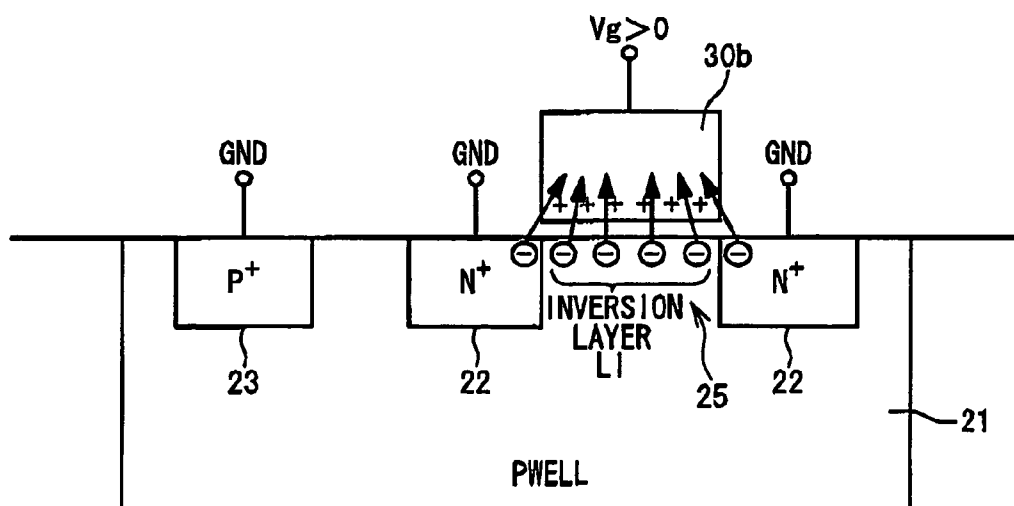 Vg>0
30b
GND
GND
GND
+ + + + + +
P+
N+
− − − − − −
N+
INVERSION
LAYER
LI
23
22
25
22
21
PWELL